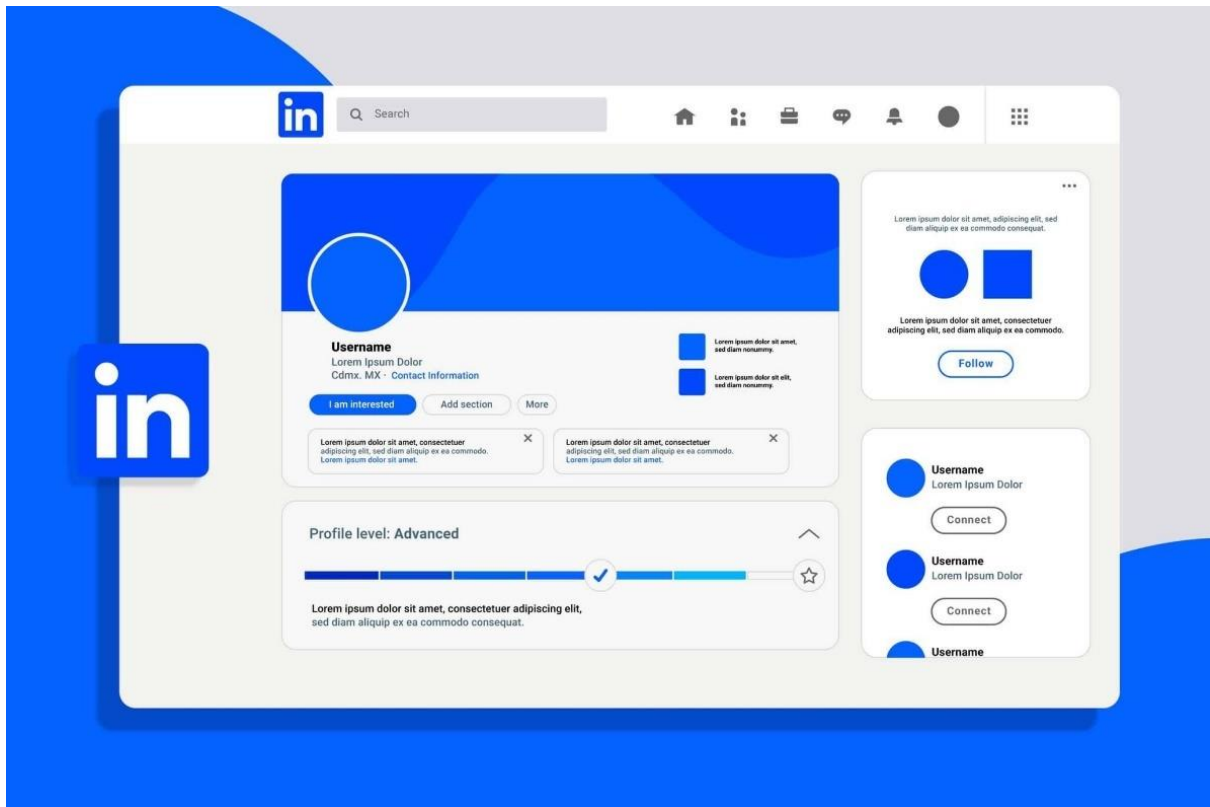 in
Search
in
Username
Lorem Ipsum Dolor
Cdmx. MX · Contact Information
I am interested
Add section
More
Lorem ipsum dolor sit amet,
sed diam nonummy.
Lorem ipsum dolor sit elit,
sed diam nonummy.
Lorem ipsum dolor sit amet, consectetuer
adipiscing elit, sed diam aliquip ex ea commodo.
Lorem ipsum dolor sit amet.
Lorem ipsum dolor sit amet, consectetuer
adipiscing elit, sed diam aliquip ex ea commodo.
Lorem ipsum dolor sit amet.
Profile level: Advanced
Lorem ipsum dolor sit amet, consectetuer adipiscing elit,
sed diam aliquip ex ea commodo consequat.
Lorem ipsum dolor sit amet, adipiscing elit, sed
diam aliquip ex ea commodo consequat.
Lorem ipsum dolor sit amet, consectetuer
adipiscing elit, sed diam aliquip ex ea commodo.
Follow
Username
Lorem Ipsum Dolor
Connect
Username
Lorem Ipsum Dolor
Connect
Username